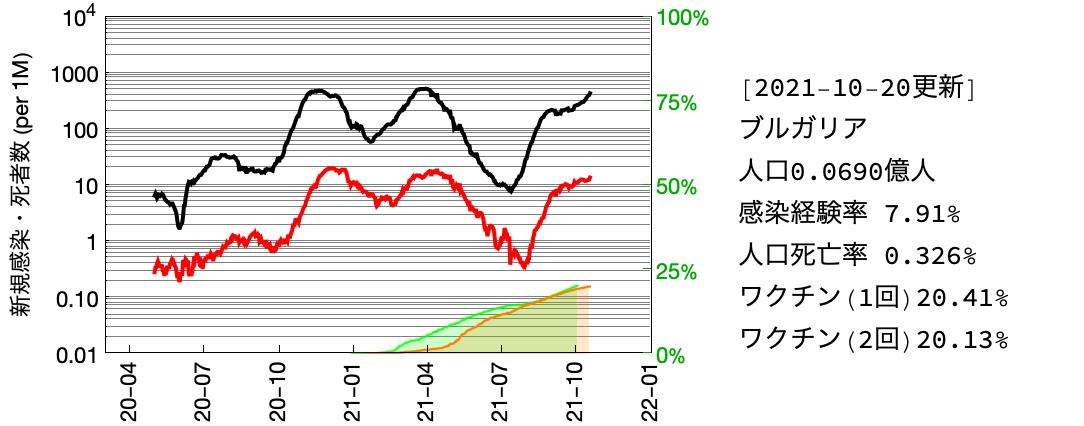 新規感染・死者数 (per 1M)
10^4
1000
100
10
1
0.10
0.01
100%
75%
50%
25%
0%
20-04
20-07
20-10
21-01
21-04
21-07
21-10
22-01
[2021-10-20更新]
ブルガリア
人口0.0690億人
感染経験率 7.91%
人口死亡率 0.326%
ワクチン(1回)20.41%
ワクチン(2回)20.13%